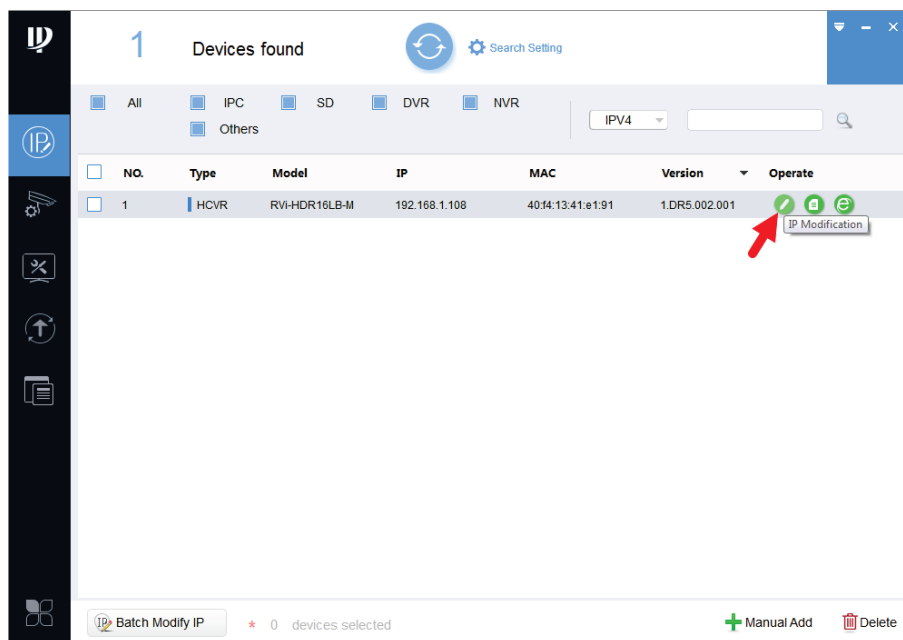 1 Devices found Search Setting
All IPC SD DVR NVR
Others
IPV4
NO. Type Model IP MAC Version Operate
1 HCVR RVi-HDR16LB-M 192.168.1.108 40:f4:13:41:e1:91 1.DR5.002.001
IP Modification
Batch Modify IP * 0 devices selected Manual Add Delete